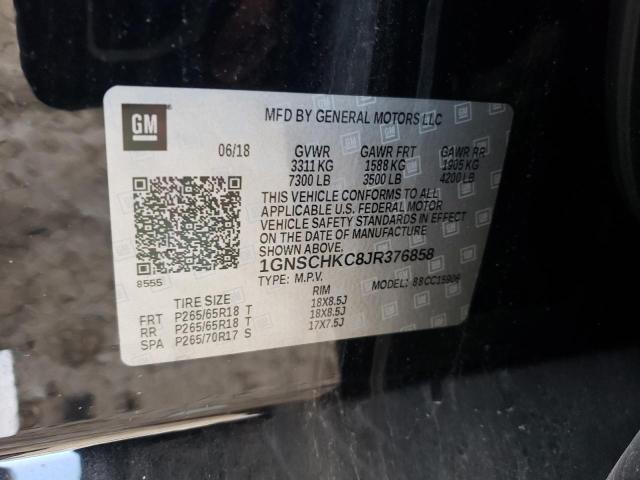 GM
MFD BY GENERAL MOTORS LLC
06/18 GVWR GAWR FRT GAWR RR
3311 KG 1588 KG 1905 KG
7300 LB 3500 LB 4200 LB
THIS VEHICLE CONFORMS TO ALL
APPLICABLE U.S. FEDERAL MOTOR
VEHICLE SAFETY STANDARDS IN EFFECT
ON THE DATE OF MANUFACTURE
SHOWN ABOVE.
8555
1GNSCHKC8JR376858
TYPE: M.P.V. MODEL: 88CC15906
TIRE SIZE RIM
FRT P265/65R18 T 18X8.5J
RR P265/65R18 T 18X8.5J
SPA P265/70R17 S 17X7.5J